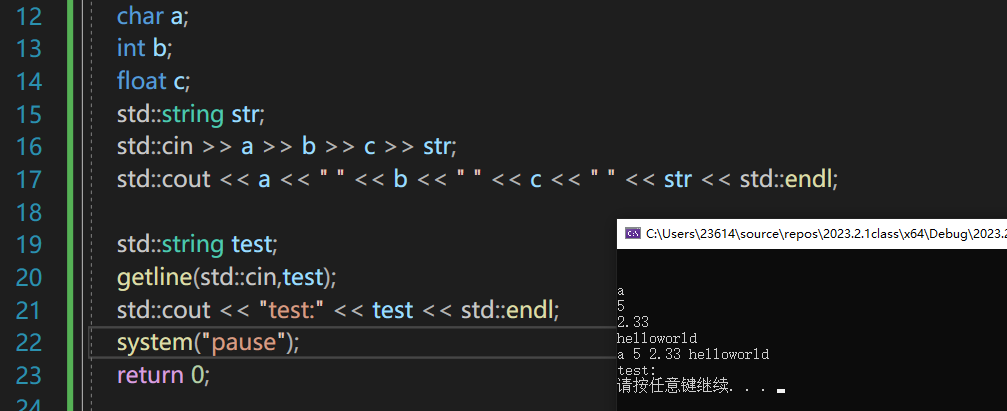 12 char a;
13 int b;
14 float c;
15 std::string str;
16 std::cin >> a >> b >> c >> str;
17 std::cout << a << " " << b << " " << c << " " << str << std::endl;
18
19 std::string test;
20 getline(std::cin,test);
21 std::cout << "test:" << test << std::endl;
22 system("pause");
23 return 0;
24
C:\Users\23614\source\repos\2023.2.1class\x64\Debug\2023.2
a
5
2.33
helloworld
a 5 2.33 helloworld
test:
请按任意键继续. . .